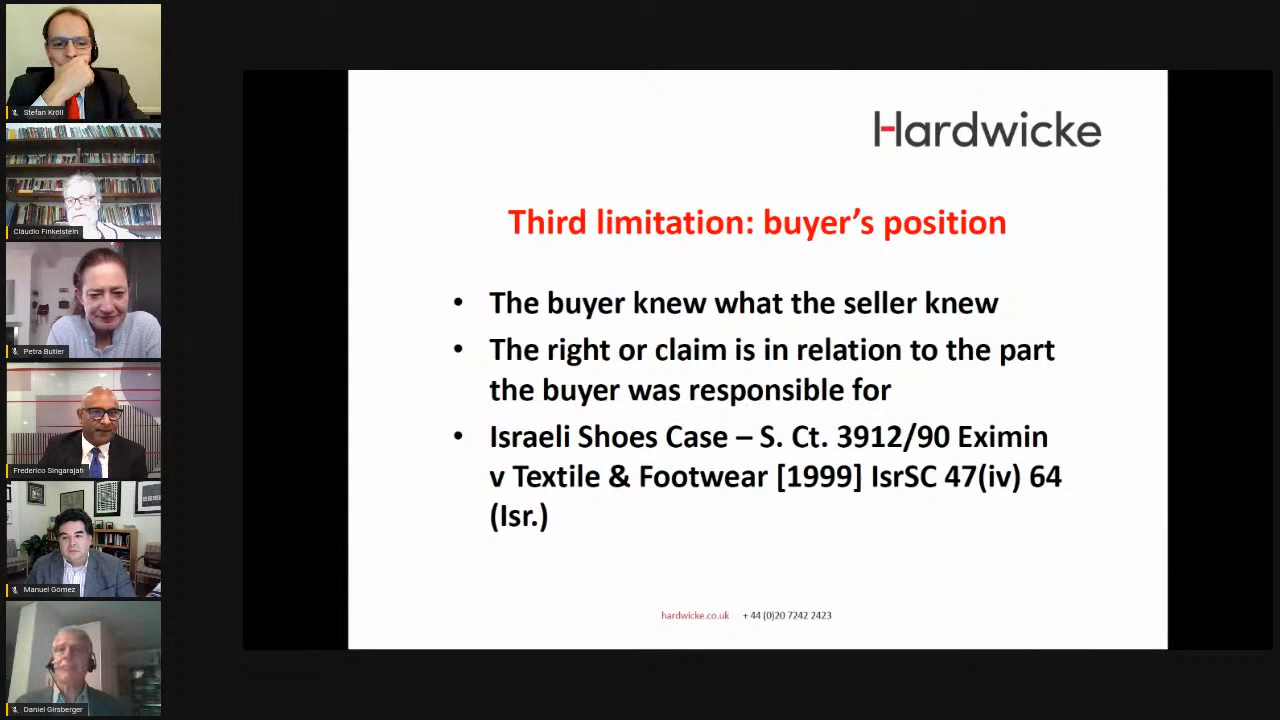 Stefan Kröll
Cláudio Finkelstein
Petra Butler
Frederico Singarajah
Manuel Gómez
Daniel Girsberger
Hardwicke
Third limitation: buyer’s position
• The buyer knew what the seller knew
• The right or claim is in relation to the part
the buyer was responsible for
• Israeli Shoes Case – S. Ct. 3912/90 Eximin
v Textile & Footwear [1999] IsrSC 47(iv) 64
(Isr.)
hardwicke.co.uk + 44 (0)20 7242 2423